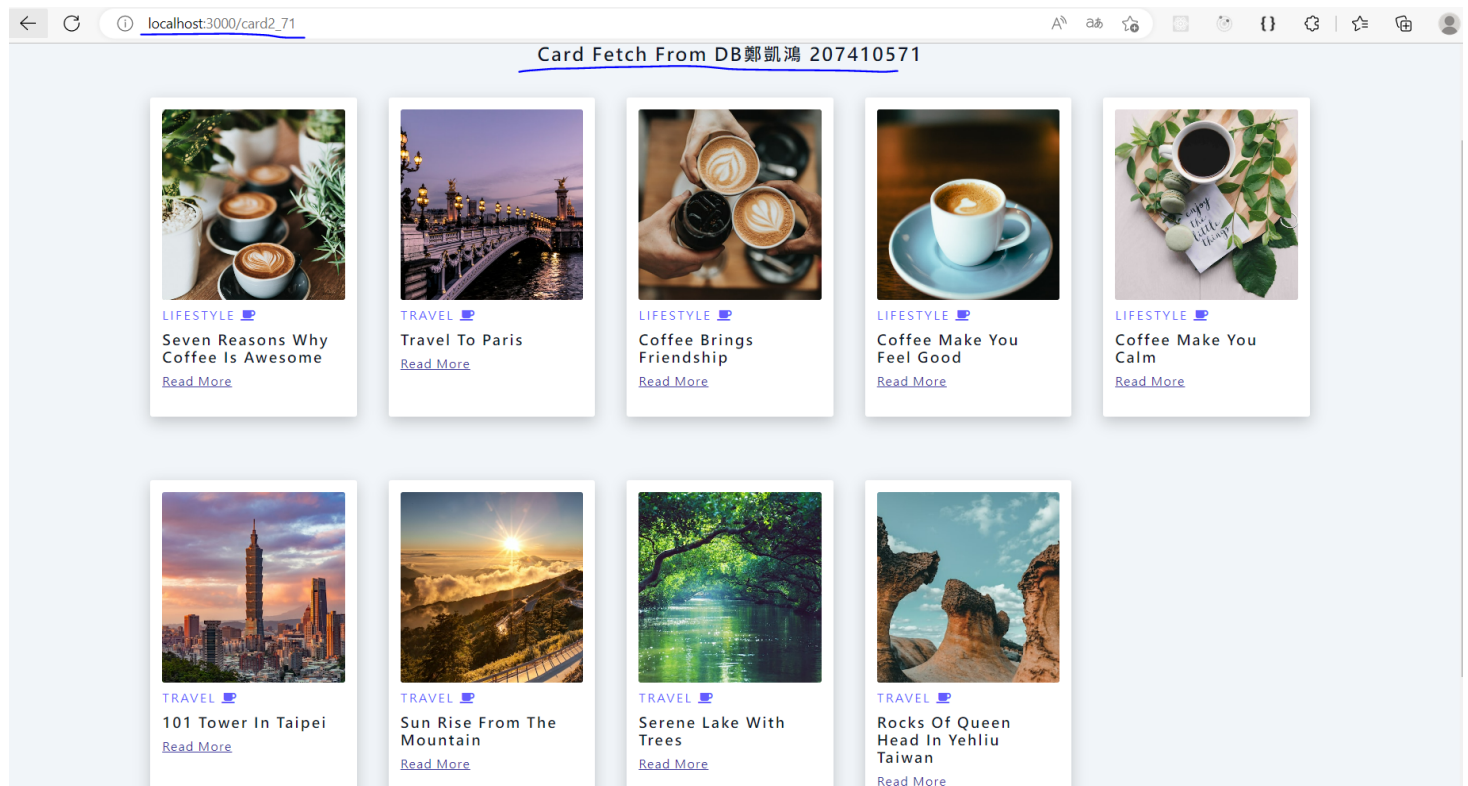 localhost:3000/card2_71
Card Fetch From DB鄭凱鴻 207410571
LIFESTYLE
Seven Reasons Why
Coffee Is Awesome
Read More
TRAVEL
Travel To Paris
Read More
LIFESTYLE
Coffee Brings
Friendship
Read More
LIFESTYLE
Coffee Make You
Feel Good
Read More
enjoy
the
little
things
LIFESTYLE
Coffee Make You
Calm
Read More
TRAVEL
101 Tower In Taipei
Read More
TRAVEL
Sun Rise From The
Mountain
Read More
TRAVEL
Serene Lake With
Trees
Read More
TRAVEL
Rocks Of Queen
Head In Yehliu
Taiwan
Read More